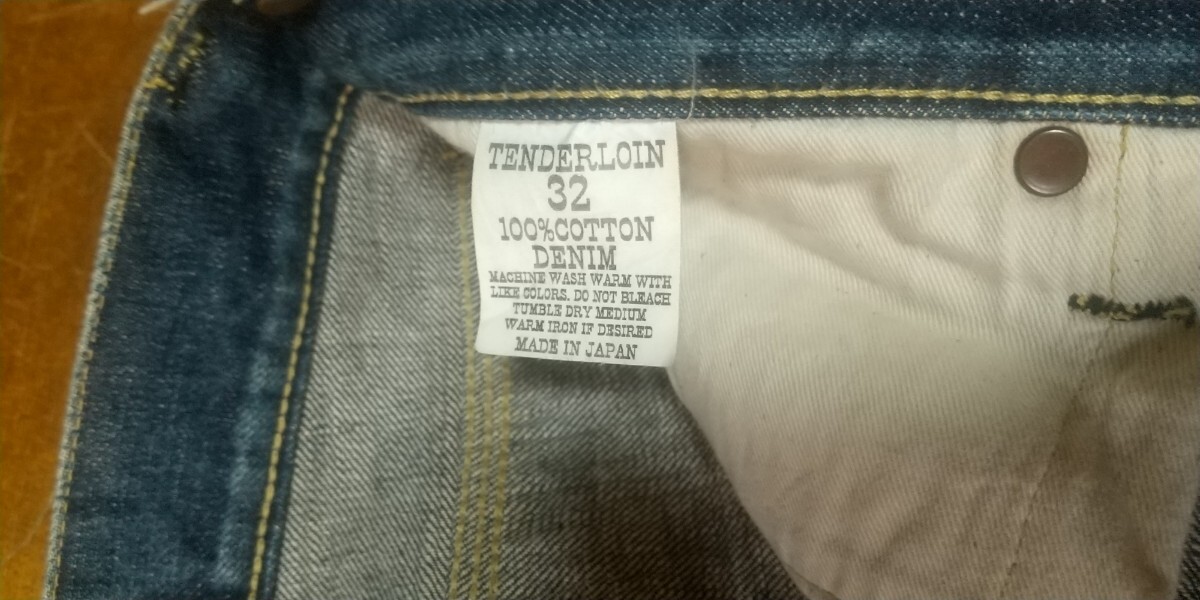 TENDERLOIN
32
100%COTTON
DENIM
MACHINE WASH WARM WITH
LIKE COLORS. DO NOT BLEACH
TUMBLE DRY MEDIUM
WARM IRON IF DESIRED
MADE IN JAPAN